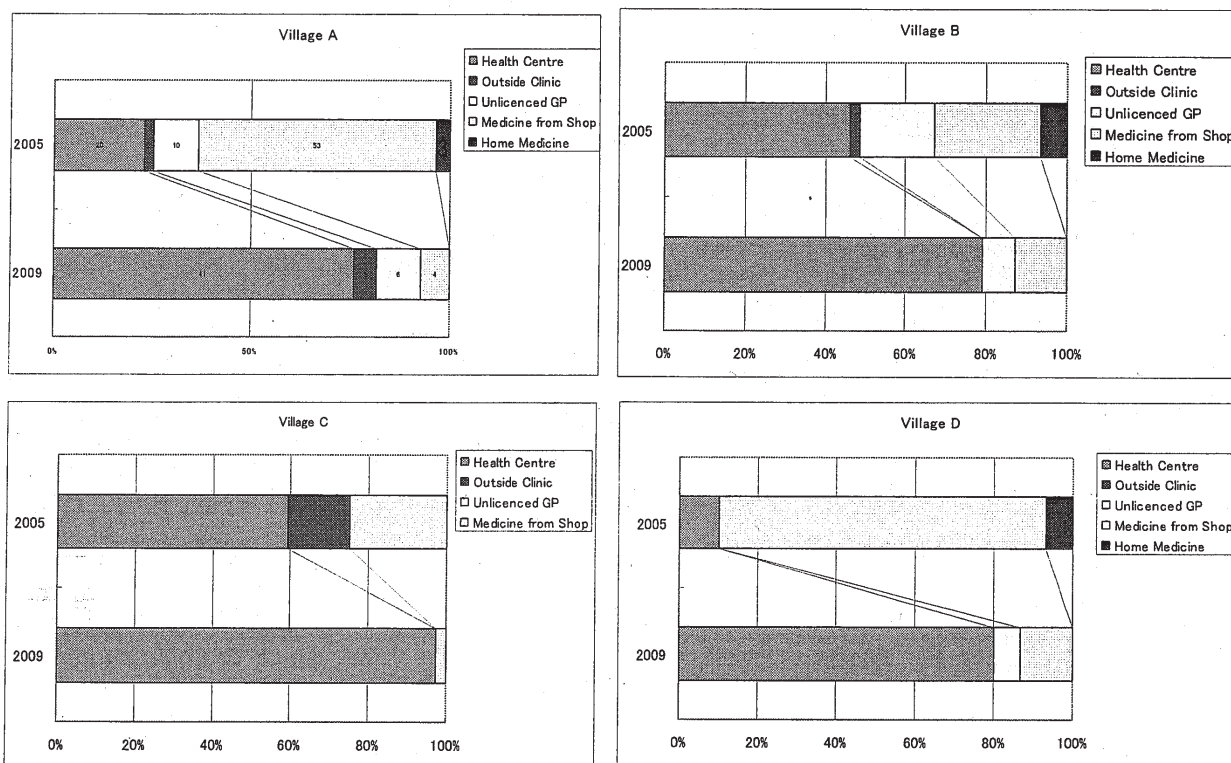 Village A
Health Centre
Outside Clinic
Unlicenced GP
Medicine from Shop
Home Medicine
2005
10
53
2009
6
4
0%
50%
100%
Village B
Health Centre
Outside Clinic
Unlicenced GP
Medicine from Shop
Home Medicine
2005
2009
0%
20%
40%
60%
80%
100%
Village C
Health Centre
Outside Clinic
Unlicenced GP
Medicine from Shop
2005
2009
0%
20%
40%
60%
80%
100%
Village D
Health Centre
Outside Clinic
Unlicenced GP
Medicine from Shop
Home Medicine
2005
2009
0%
20%
40%
60%
80%
100%